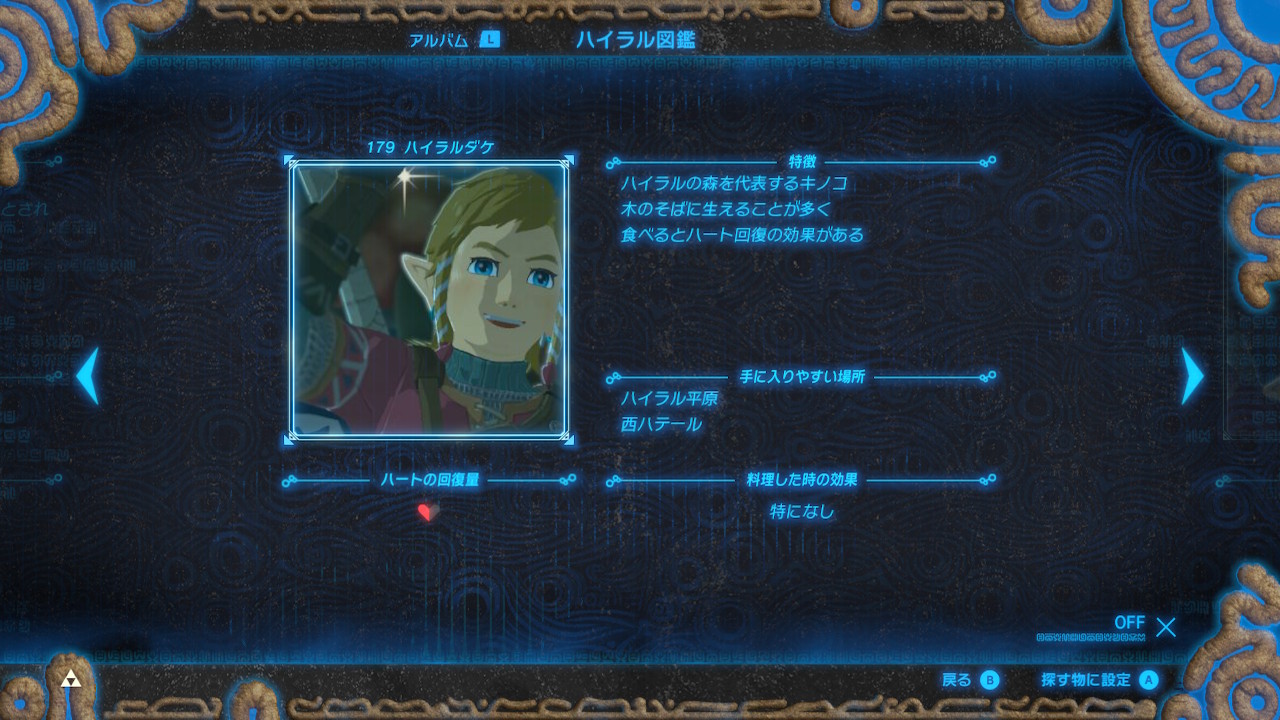 アルバム L
ハイラル図鑑
179 ハイラルダケ
特徴
ハイラルの森を代表するキノコ
木のそばに生えることが多く
食べるとハート回復の効果がある
手に入りやすい場所
ハイラル平原
西ハテール
ハートの回復量
料理した時の効果
特になし
とされ
OFF
戻る B
探す物に設定 A